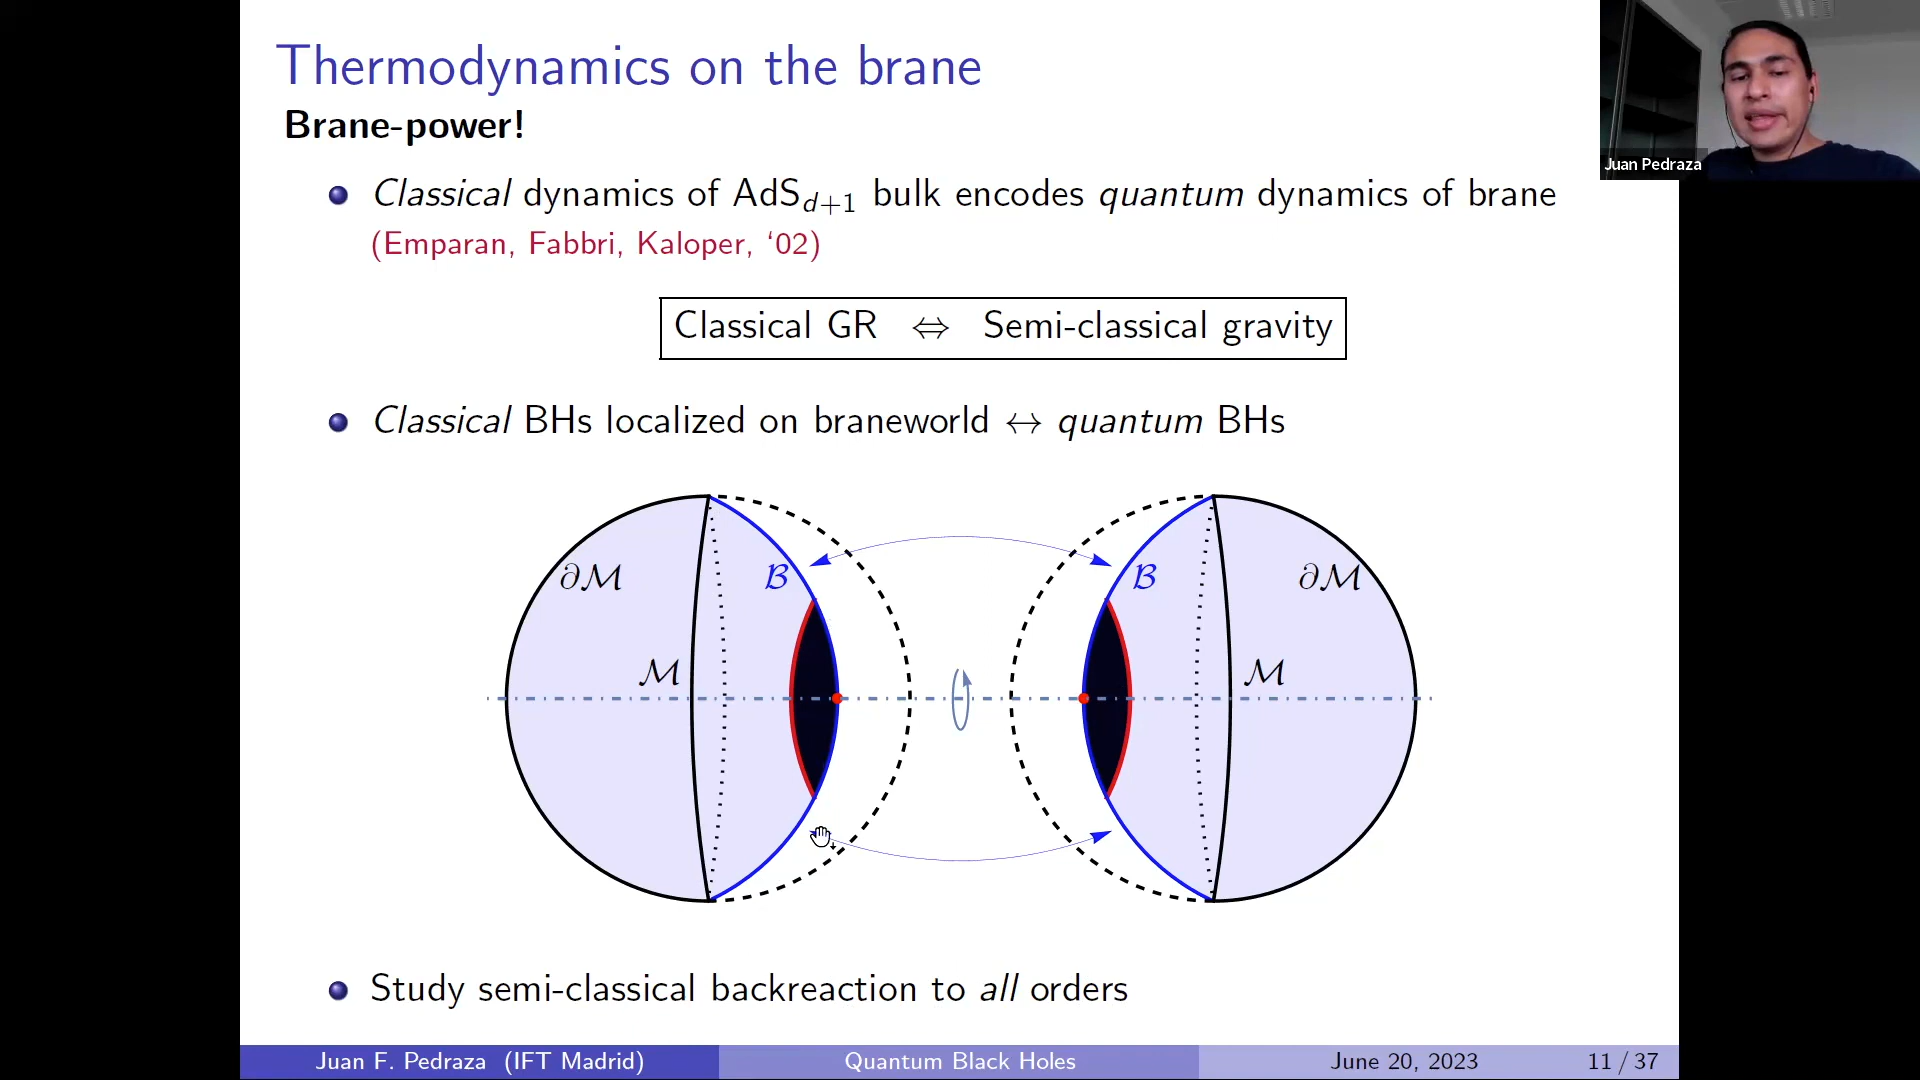 Thermodynamics on the brane
Brane-power!
Juan Pedraza
Classical dynamics of AdS_{d+1} bulk encodes quantum dynamics of brane
(Emparan, Fabbri, Kaloper, ‘02)
Classical GR ⇔ Semi-classical gravity
Classical BHs localized on braneworld ↔ quantum BHs
∂ℳ ℬ ℬ ∂ℳ
ℳ ℳ
Study semi-classical backreaction to all orders
Juan F. Pedraza (IFT Madrid) Quantum Black Holes June 20, 2023 11 / 37